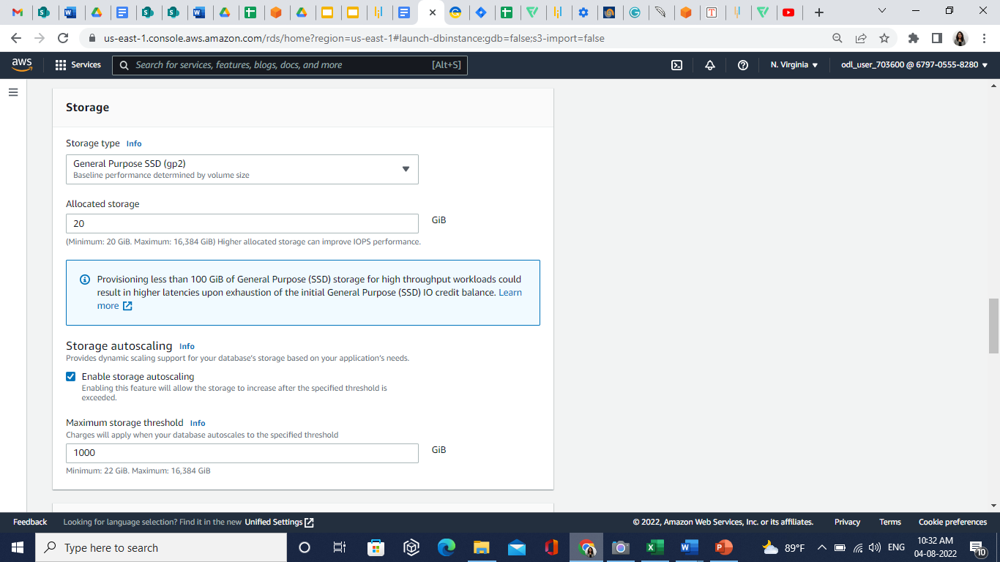 us-east-1.console.aws.amazon.com/rds/home?region=us-east-1#launch-dbinstance:gdb=false;s3-import=false
aws
Services
Search for services, features, blogs, docs, and more
[Alt+S]
N. Virginia
odl_user_703600 @ 6797-0555-8280
Storage
Storage type Info
General Purpose SSD (gp2)
Baseline performance determined by volume size
Allocated storage
20
GiB
(Minimum: 20 GiB. Maximum: 16,384 GiB) Higher allocated storage can improve IOPS performance.
Provisioning less than 100 GiB of General Purpose (SSD) storage for high throughput workloads could
result in higher latencies upon exhaustion of the initial General Purpose (SSD) IO credit balance. Learn
more
Storage autoscaling Info
Provides dynamic scaling support for your database's storage based on your application's needs.
Enable storage autoscaling
Enabling this feature will allow the storage to increase after the specified threshold is
exceeded.
Maximum storage threshold Info
Charges will apply when your database autoscales to the specified threshold
1000
GiB
Minimum: 22 GiB. Maximum: 16,384 GiB
Feedback
Looking for language selection? Find it in the new Unified Settings
© 2022, Amazon Web Services, Inc. or its affiliates.
Privacy
Terms
Cookie preferences
Type here to search
89°F
ENG
10:32 AM
04-08-2022
10